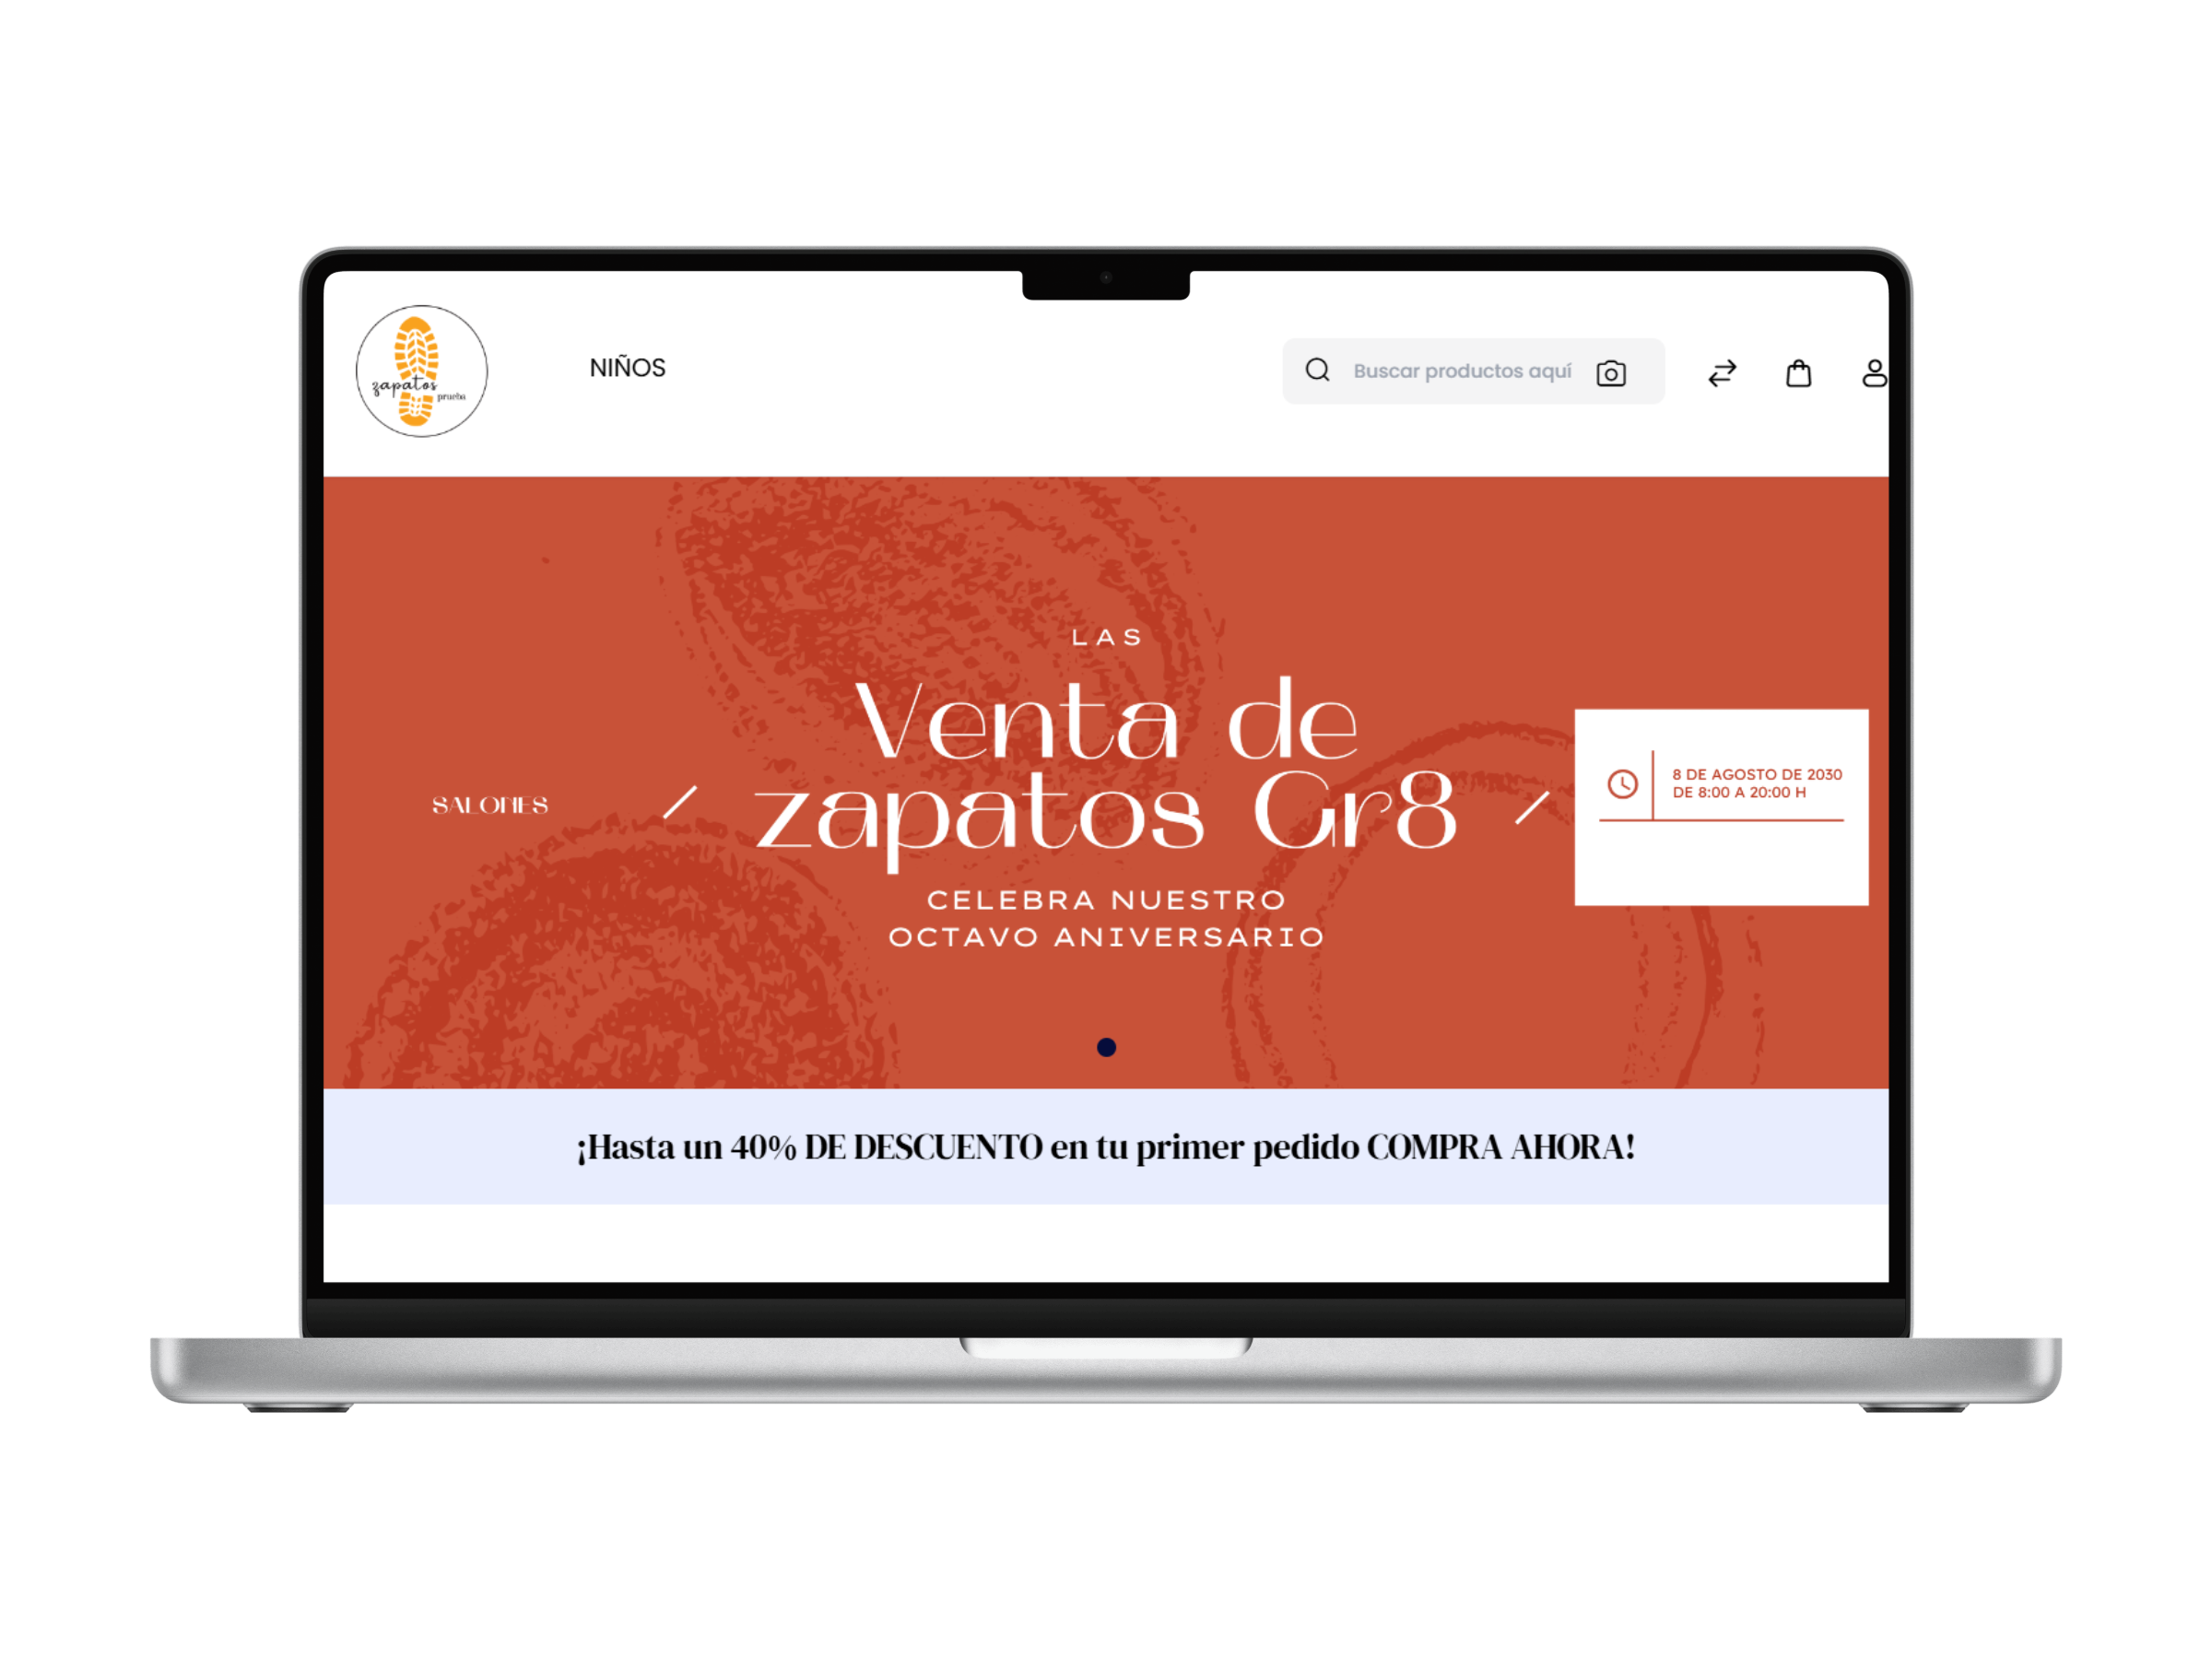 zapatos
prueba
NIÑOS
Buscar productos aquí
LAS
Venta de
zapatos Gr8
SALONES
8 DE AGOSTO DE 2030
DE 8:00 A 20:00 H
CELEBRA NUESTRO
OCTAVO ANIVERSARIO
¡Hasta un 40% DE DESCUENTO en tu primer pedido COMPRA AHORA!